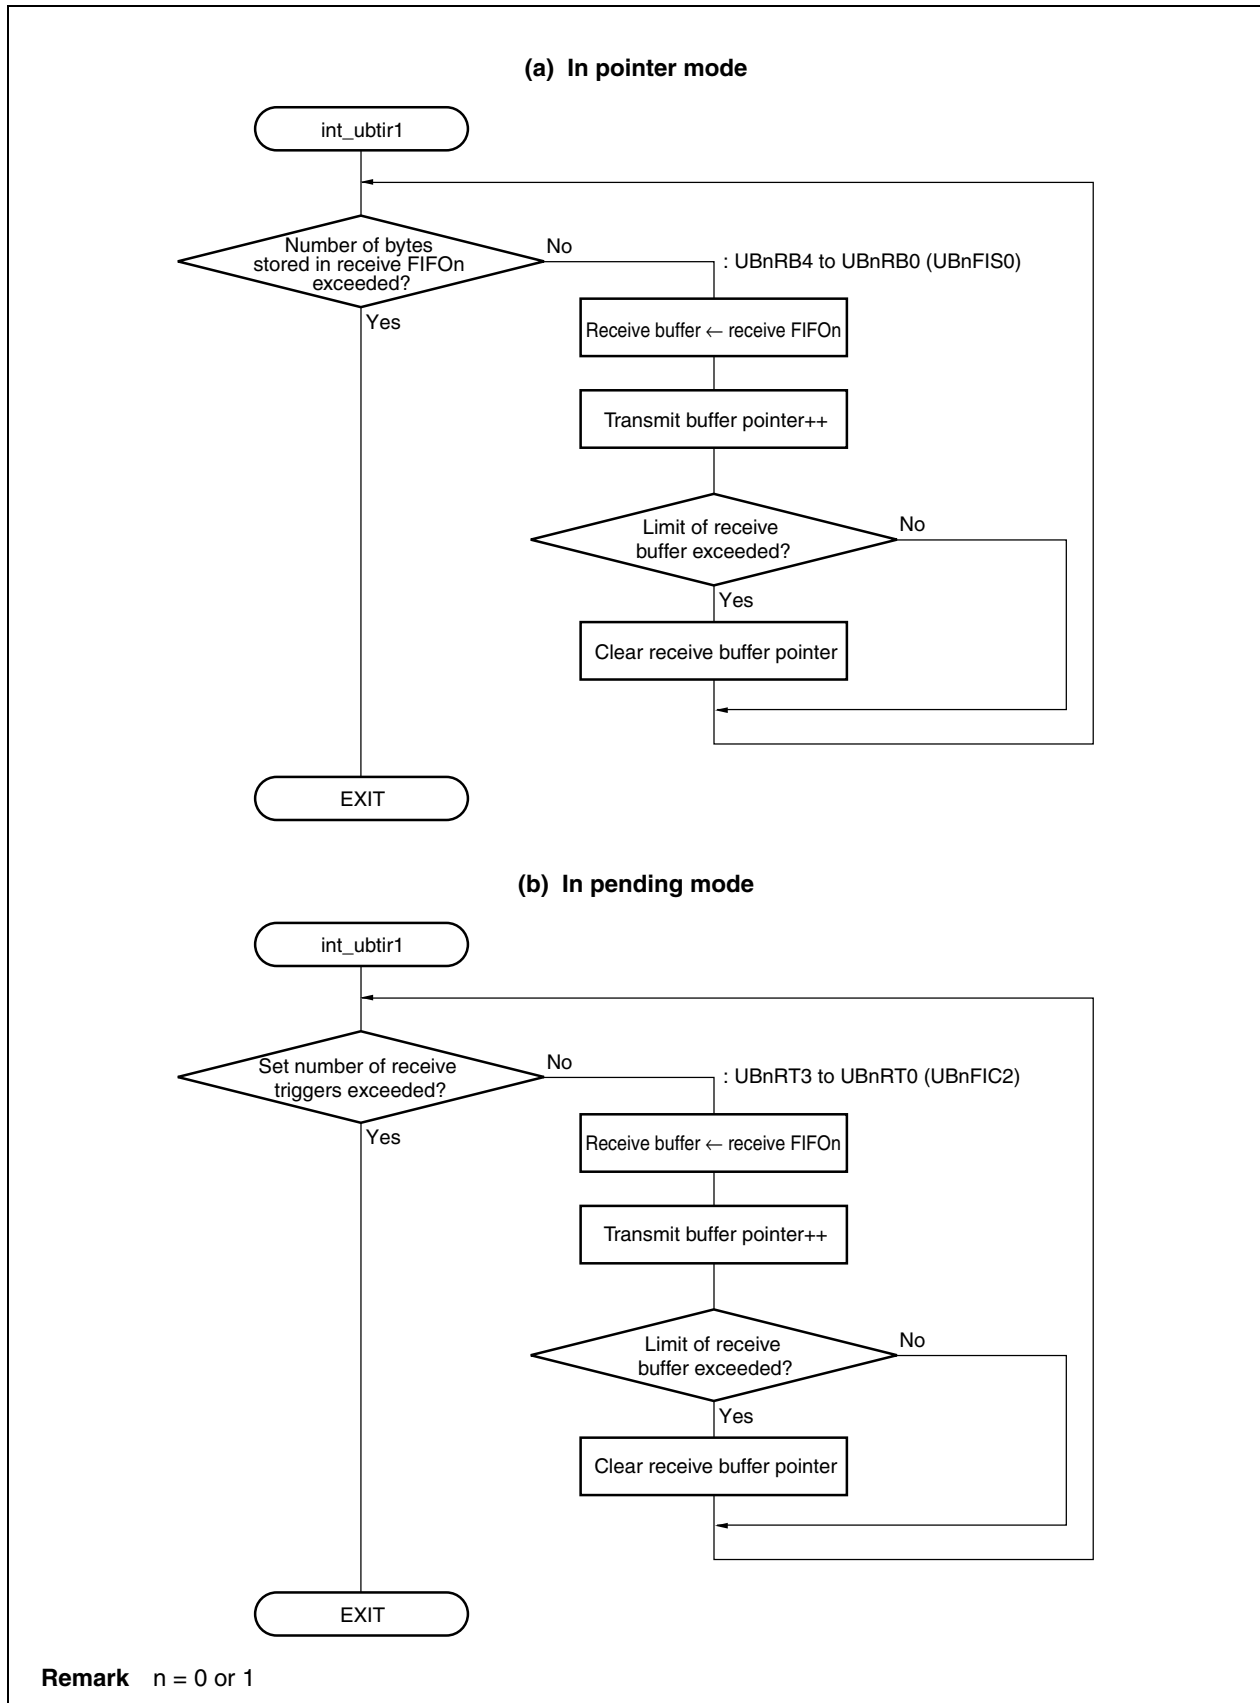 (a) In pointer mode
int_ubtir1
Number of bytes
stored in receive FIFOn
exceeded?
No
: UBnRB4 to UBnRB0 (UBnFIS0)
Yes
Receive buffer ← receive FIFOn
Transmit buffer pointer++
Limit of receive
buffer exceeded?
No
Yes
Clear receive buffer pointer
EXIT
(b) In pending mode
int_ubtir1
Set number of receive
triggers exceeded?
No
: UBnRT3 to UBnRT0 (UBnFIC2)
Yes
Receive buffer ← receive FIFOn
Transmit buffer pointer++
Limit of receive
buffer exceeded?
No
Yes
Clear receive buffer pointer
EXIT
Remark n = 0 or 1